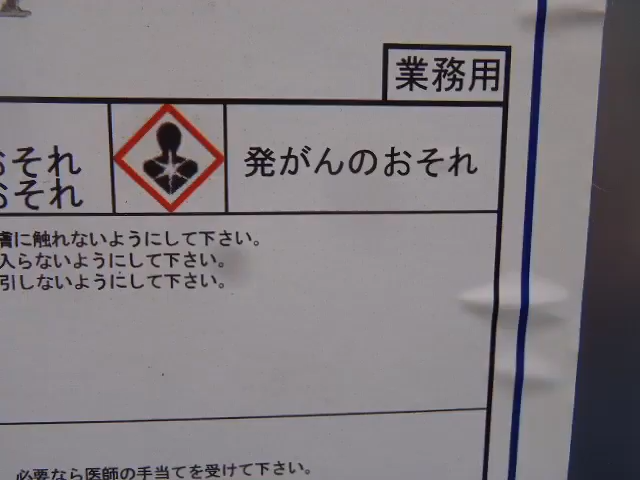 業務用
おそれ
おそれ
発がんのおそれ
膚に触れないようにして下さい。
入らないようにして下さい。
引しないようにして下さい。
必要なら医師の手当てを受けて下さい。